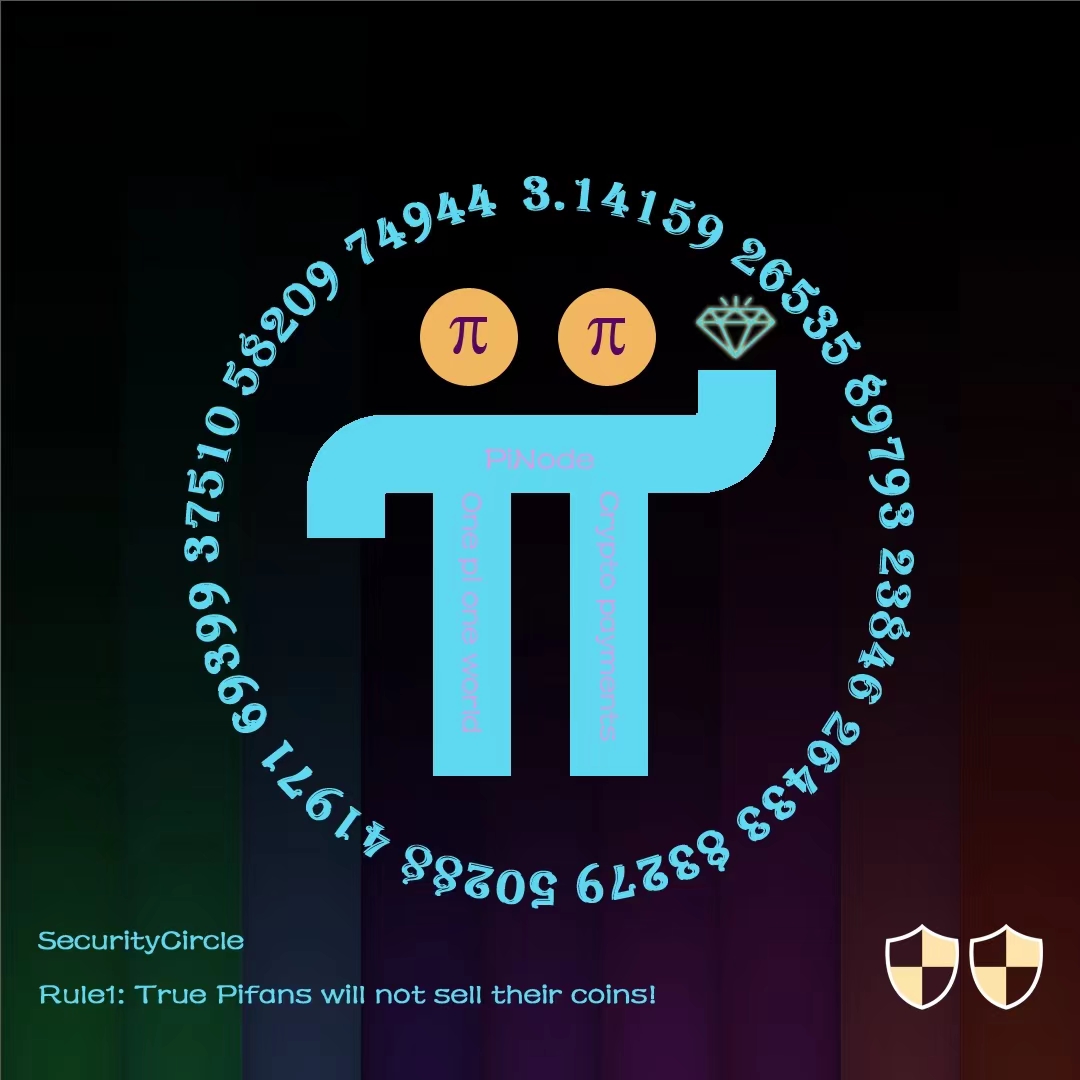 3.14159 26535 89793 23846 26433 83279 50288 41971 69399 37510 58209 74944
π π
PiNode
One pi one world
Crypto payments
SecurityCircle
Rule1: True Pifans will not sell their coins!